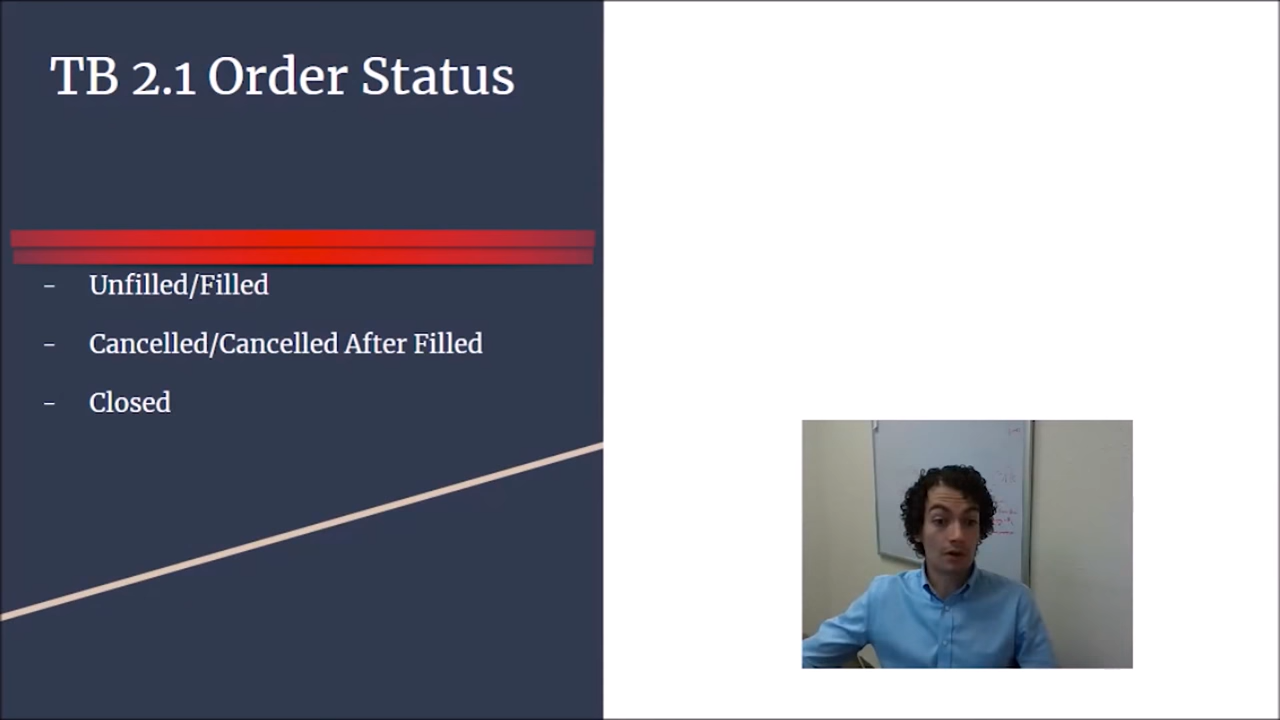 TB 2.1 Order Status
- Unfilled/Filled
- Cancelled/Cancelled After Filled
- Closed